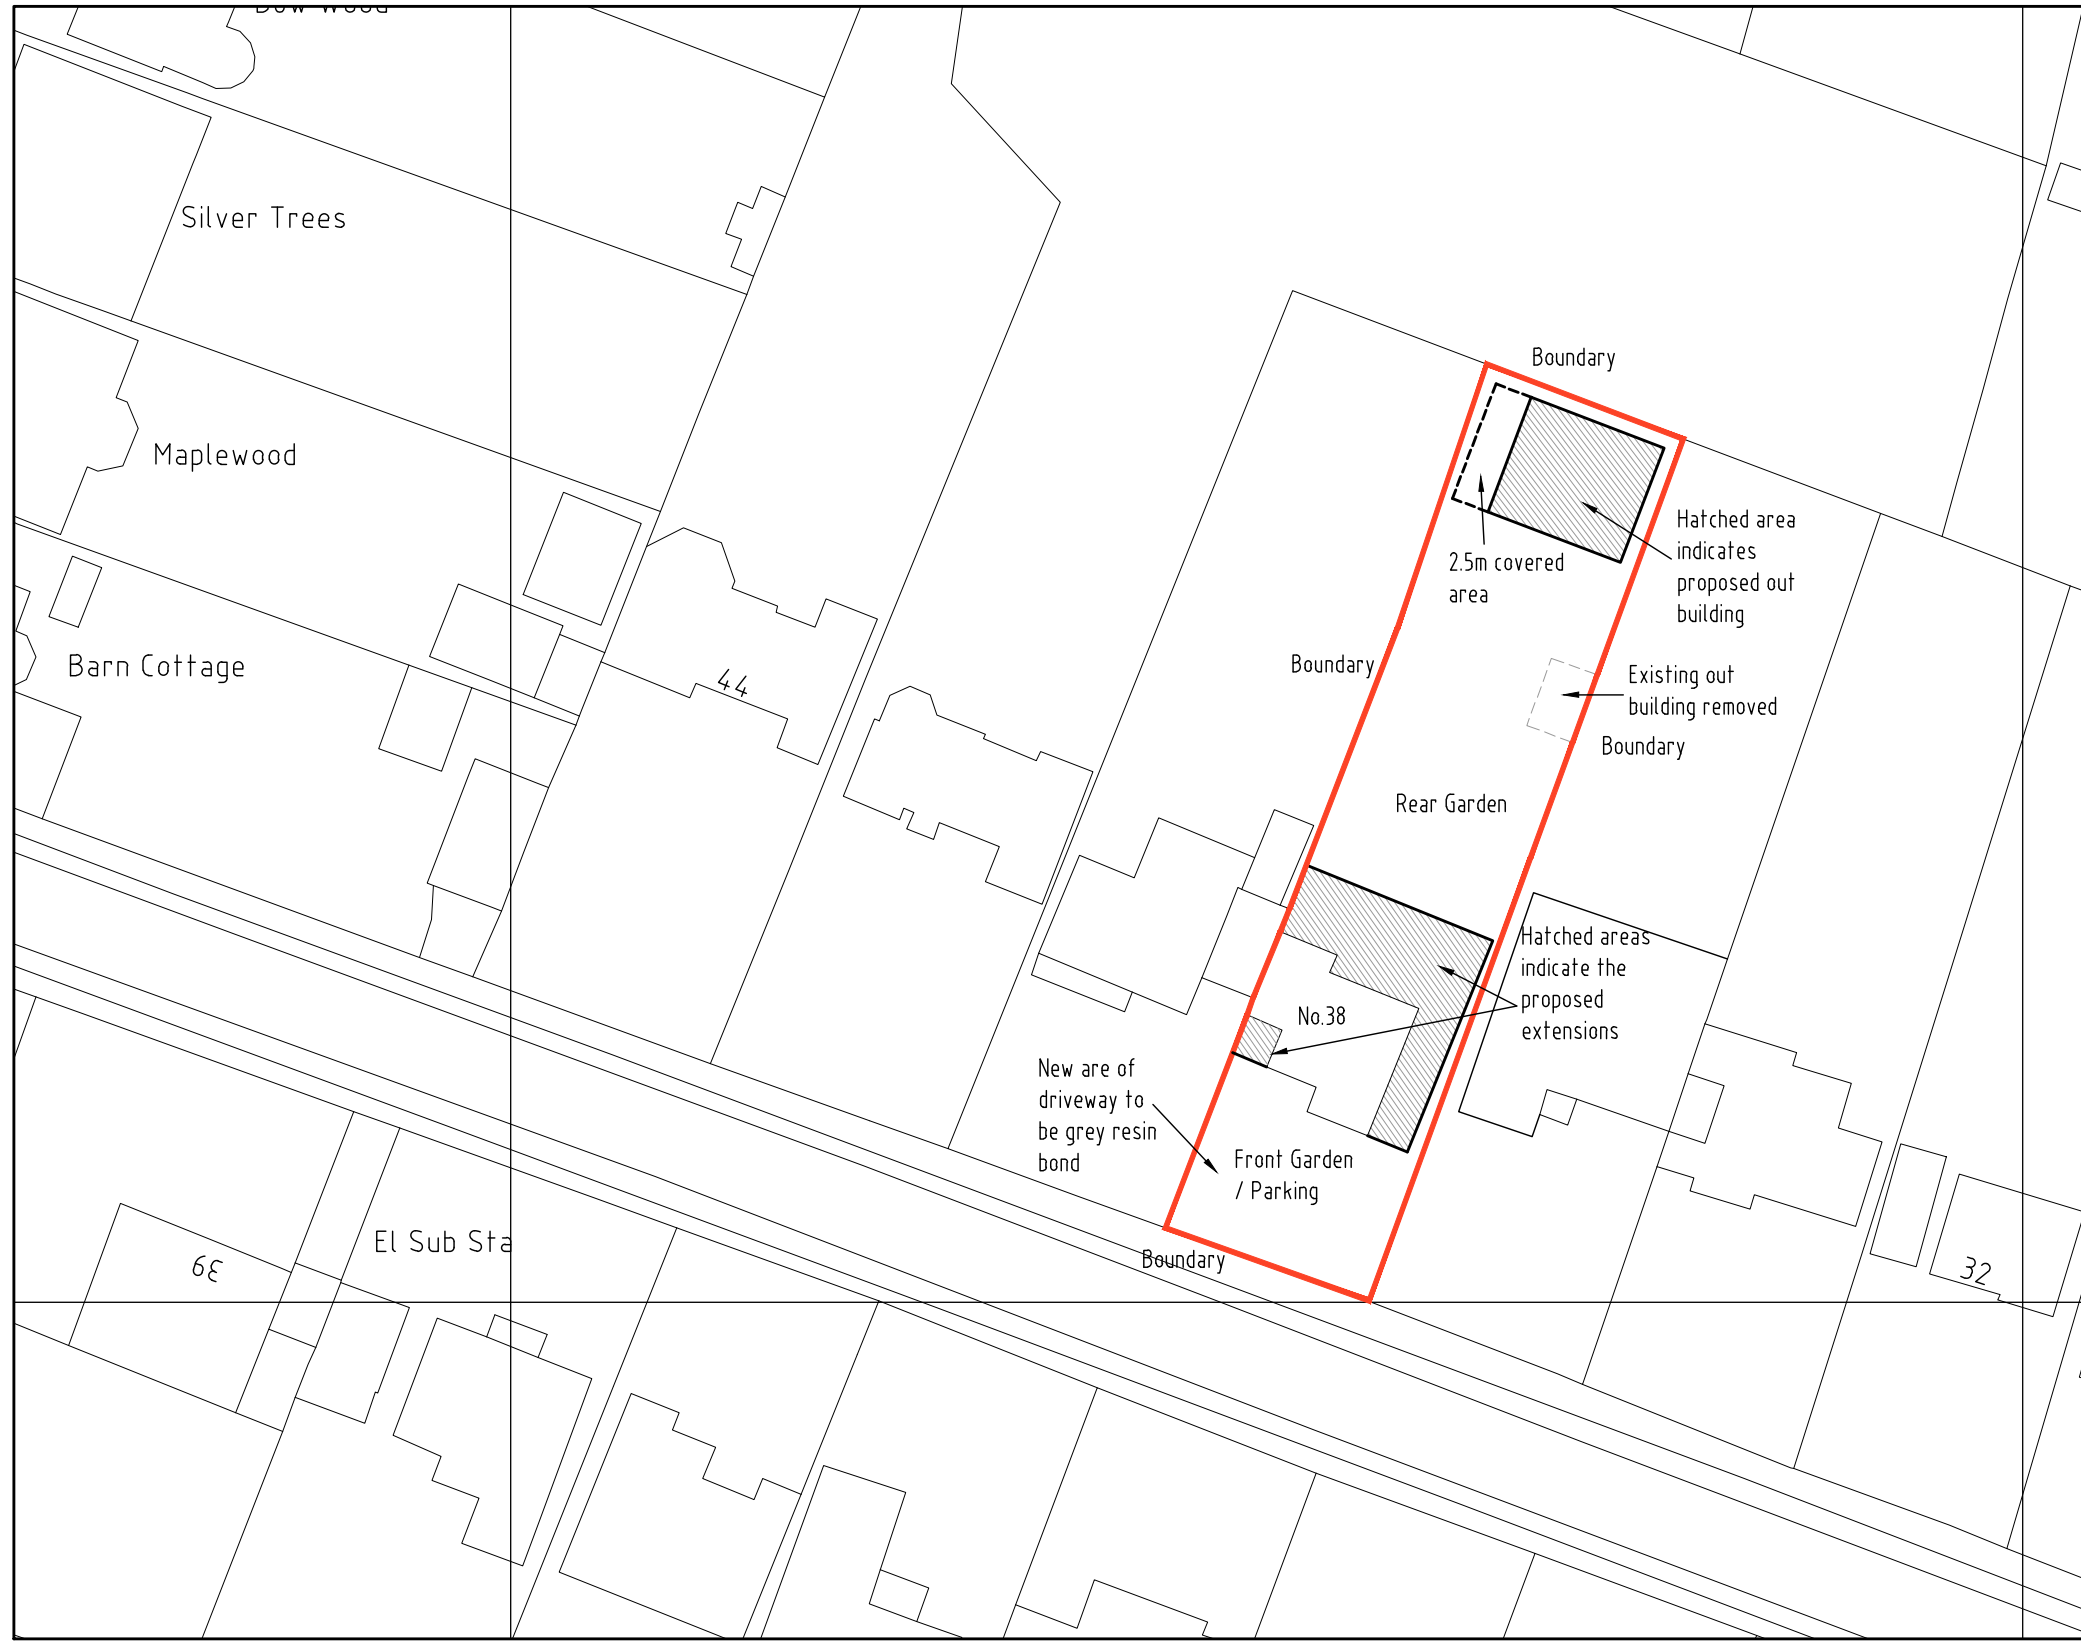 Silver Trees
Boundary
Maplewood
Hatched area
indicates
proposed out
building
2.5m covered
area
Boundary
Barn Cottage
44
Existing out
building removed
Boundary
Rear Garden
Hatched areas
indicate the
proposed
extensions
No.38
New are of
driveway to
be grey resin
bond
Front Garden
/ Parking
El Sub Sta
Boundary
39
32